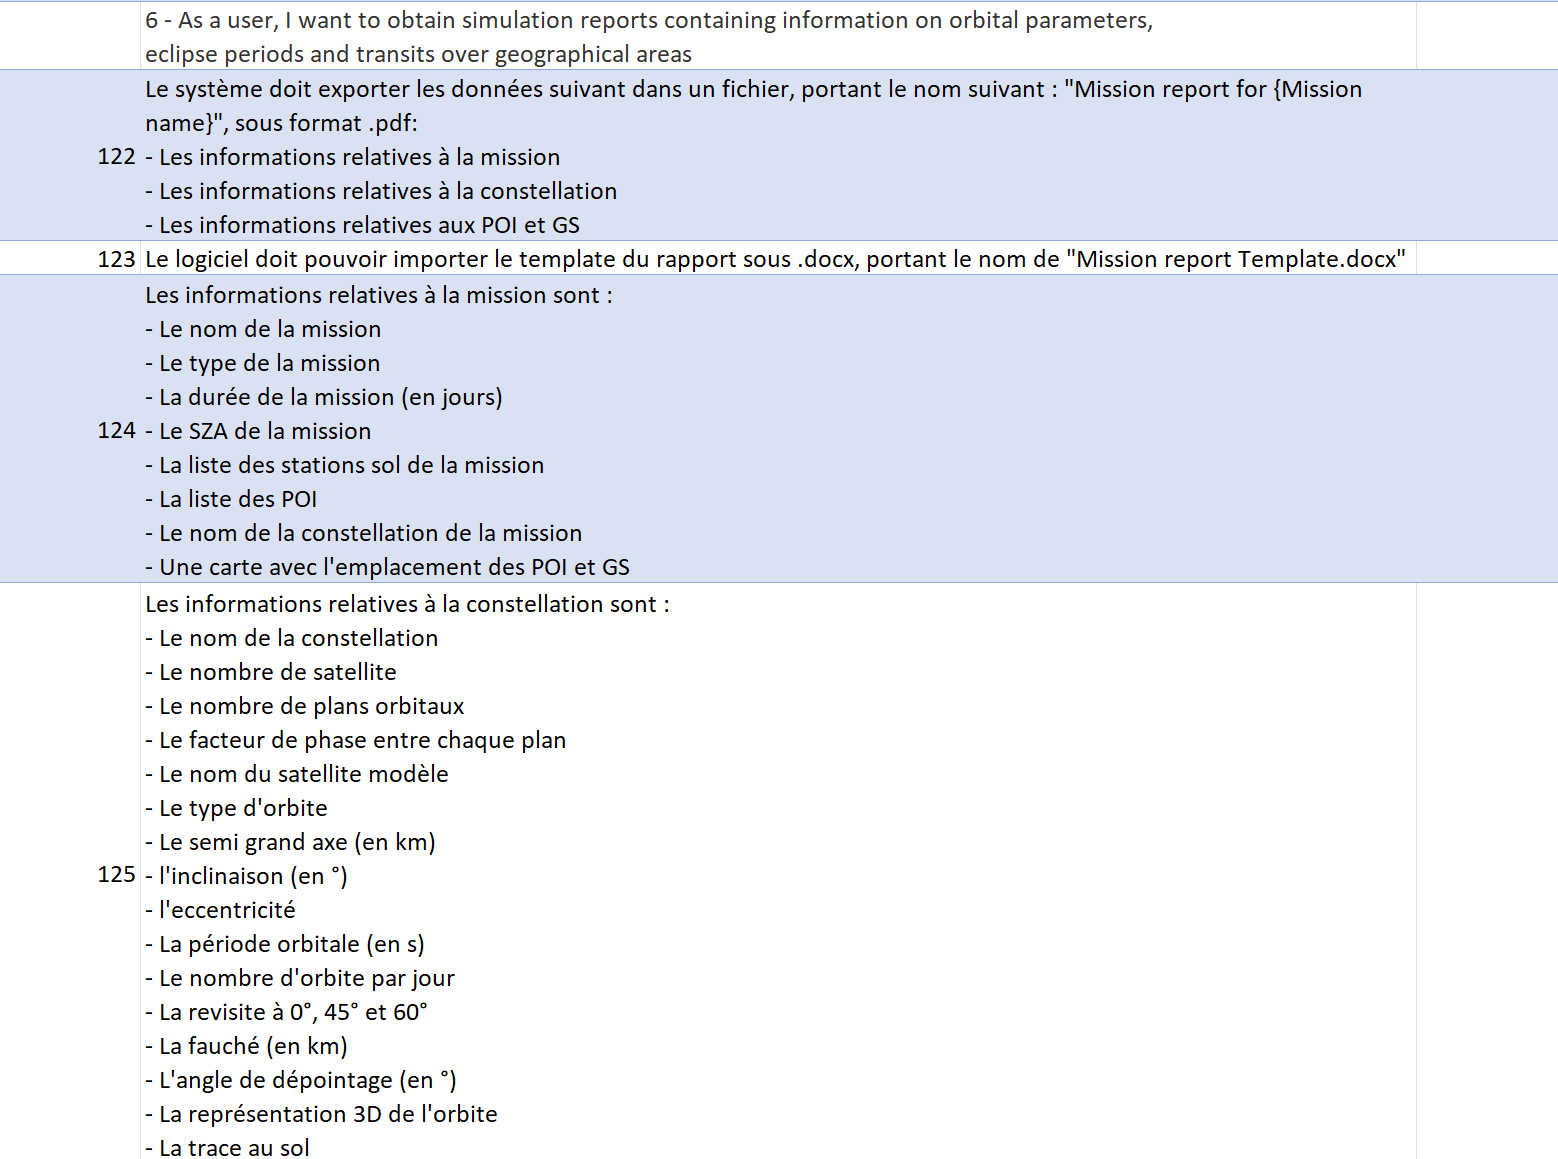 6 - As a user, I want to obtain simulation reports containing information on orbital parameters,
eclipse periods and transits over geographical areas
Le système doit exporter les données suivant dans un fichier, portant le nom suivant : "Mission report for {Mission
name}", sous format .pdf:
122 - Les informations relatives à la mission
- Les informations relatives à la constellation
- Les informations relatives aux POI et GS
123 Le logiciel doit pouvoir importer le template du rapport sous .docx, portant le nom de "Mission report Template.docx"
Les informations relatives à la mission sont :
- Le nom de la mission
- Le type de la mission
- La durée de la mission (en jours)
124 - Le SZA de la mission
- La liste des stations sol de la mission
- La liste des POI
- Le nom de la constellation de la mission
- Une carte avec l'emplacement des POI et GS
Les informations relatives à la constellation sont :
- Le nom de la constellation
- Le nombre de satellite
- Le nombre de plans orbitaux
- Le facteur de phase entre chaque plan
- Le nom du satellite modèle
- Le type d'orbite
- Le semi grand axe (en km)
125 - l'inclinaison (en °)
- l'eccentricité
- La période orbitale (en s)
- Le nombre d'orbite par jour
- La revisite à 0°, 45° et 60°
- La fauché (en km)
- L'angle de dépointage (en °)
- La représentation 3D de l'orbite
- La trace au sol